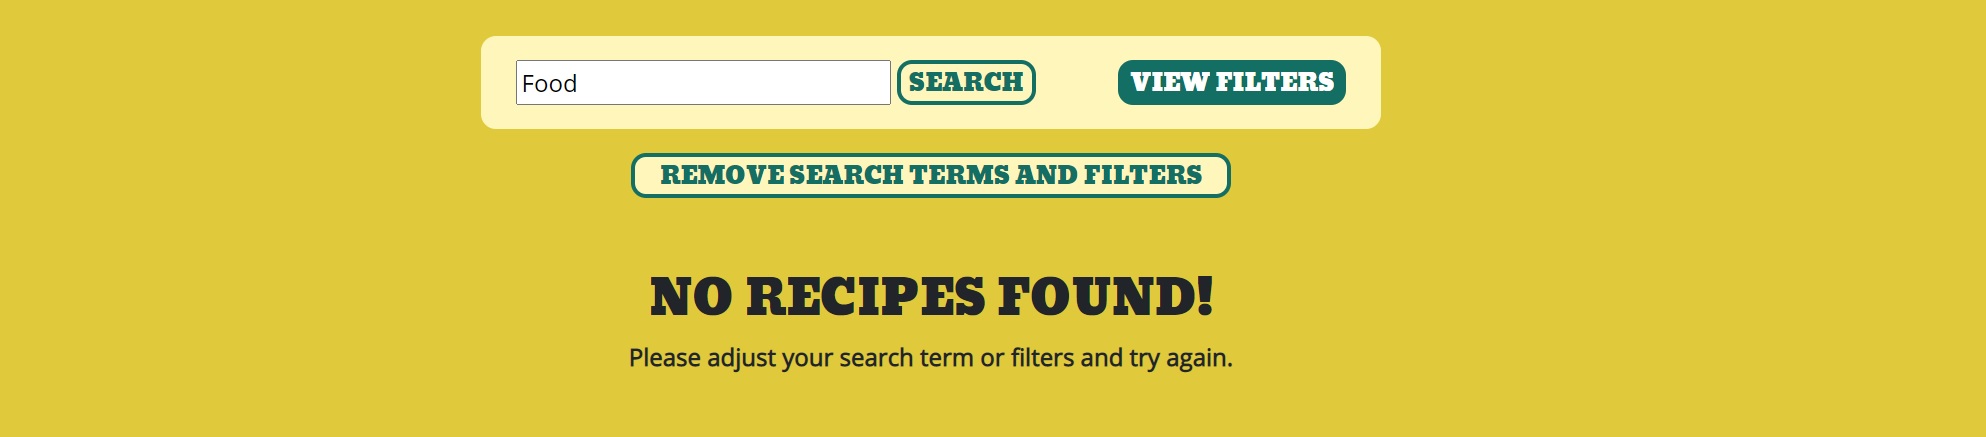 Food SEARCH VIEW FILTERS
REMOVE SEARCH TERMS AND FILTERS
NO RECIPES FOUND!
Please adjust your search term or filters and try again.